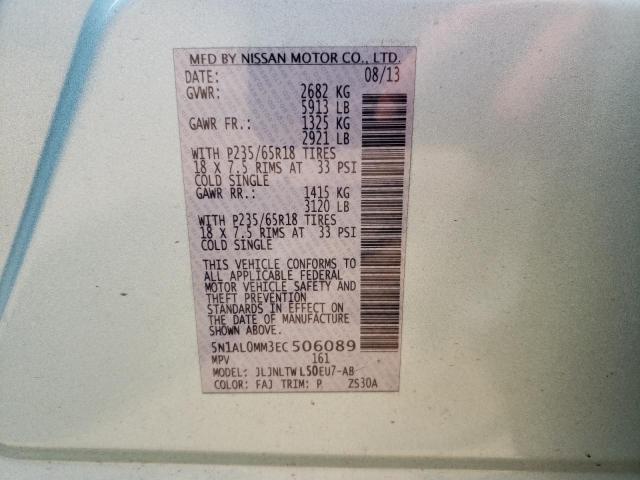 MFD BY NISSAN MOTOR CO., LTD.
DATE: 08/13
GVWR: 2682 KG
5913 LB
GAWR FR.: 1325 KG
2921 LB
WITH P235/65R18 TIRES
18 X 7.5 RIMS AT 33 PSI
COLD SINGLE
GAWR RR.: 1415 KG
3120 LB
WITH P235/65R18 TIRES
18 X 7.5 RIMS AT 33 PSI
COLD SINGLE
THIS VEHICLE CONFORMS TO
ALL APPLICABLE FEDERAL
MOTOR VEHICLE SAFETY AND
THEFT PREVENTION
STANDARDS IN EFFECT ON
THE DATE OF MANUFACTURE
SHOWN ABOVE.
5N1AL0MM3EC506089
MPV 161
MODEL: JLJNLTWL50EU7-AB
COLOR: FAJ TRIM: P ZS30A